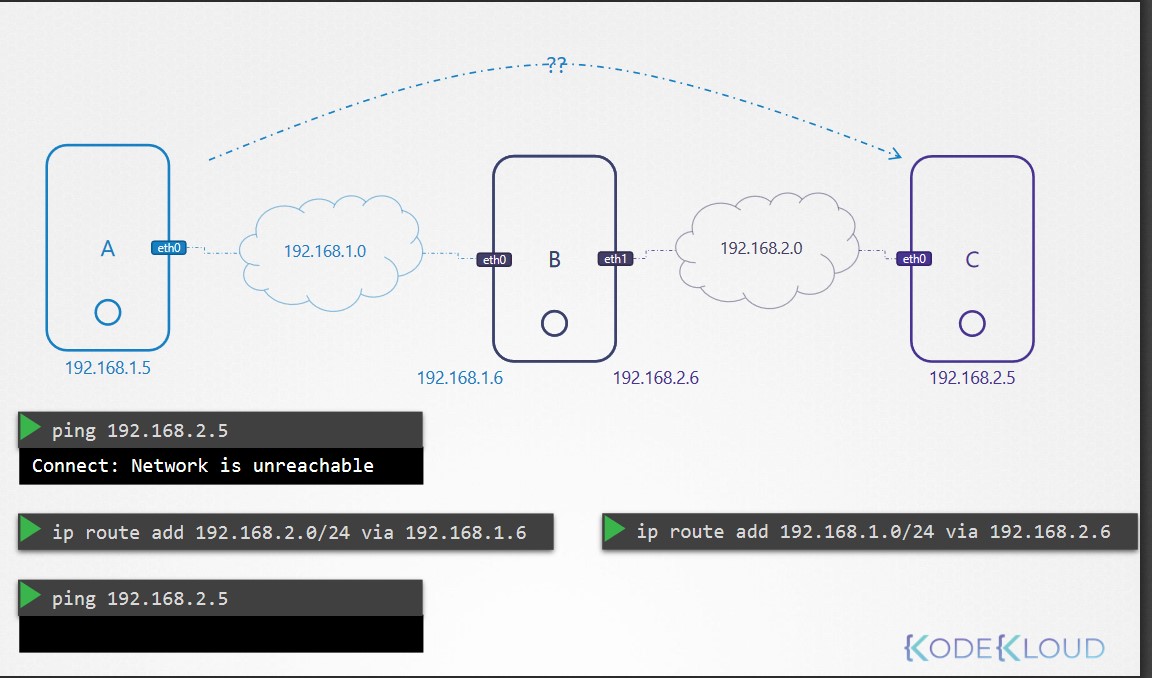 ??
A
eth0
192.168.1.0
eth0
B
eth1
192.168.2.0
eth0
C
192.168.1.5
192.168.1.6
192.168.2.6
192.168.2.5
ping 192.168.2.5
Connect: Network is unreachable
ip route add 192.168.2.0/24 via 192.168.1.6
ip route add 192.168.1.0/24 via 192.168.2.6
ping 192.168.2.5
KODEKLOUD